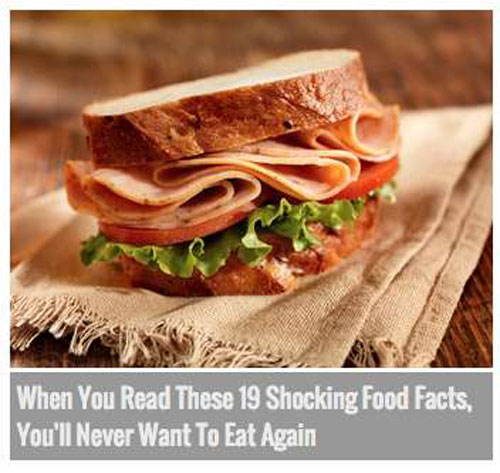 When You Read These 19 Shocking Food Facts,
You'll Never Want To Eat Again